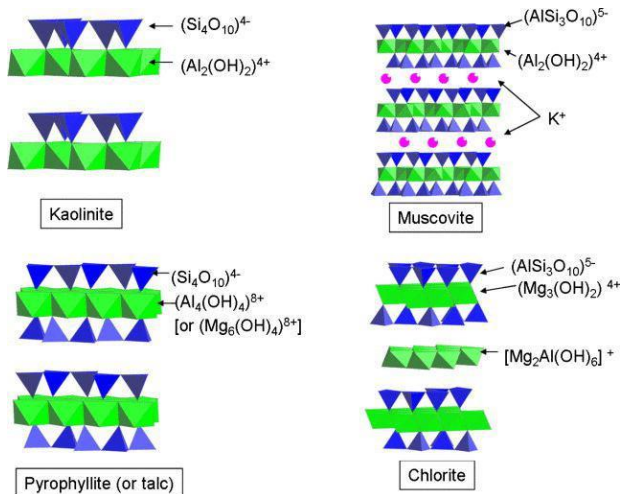 (Si₄O₁₀)⁴⁻
(Al₂(OH)₂)⁴⁺
Kaolinite
(AlSi₃O₁₀)⁵⁻
(Al₂(OH)₂)⁴⁺
K⁺
Muscovite
(Si₄O₁₀)⁴⁻
(Al₄(OH)₄)⁸⁺
[or (Mg₆(OH)₄)⁸⁺]
Pyrophyllite (or talc)
(AlSi₃O₁₀)⁵⁻
(Mg₃(OH)₂) ⁴⁺
[Mg₂Al(OH)₆] ⁺
Chlorite